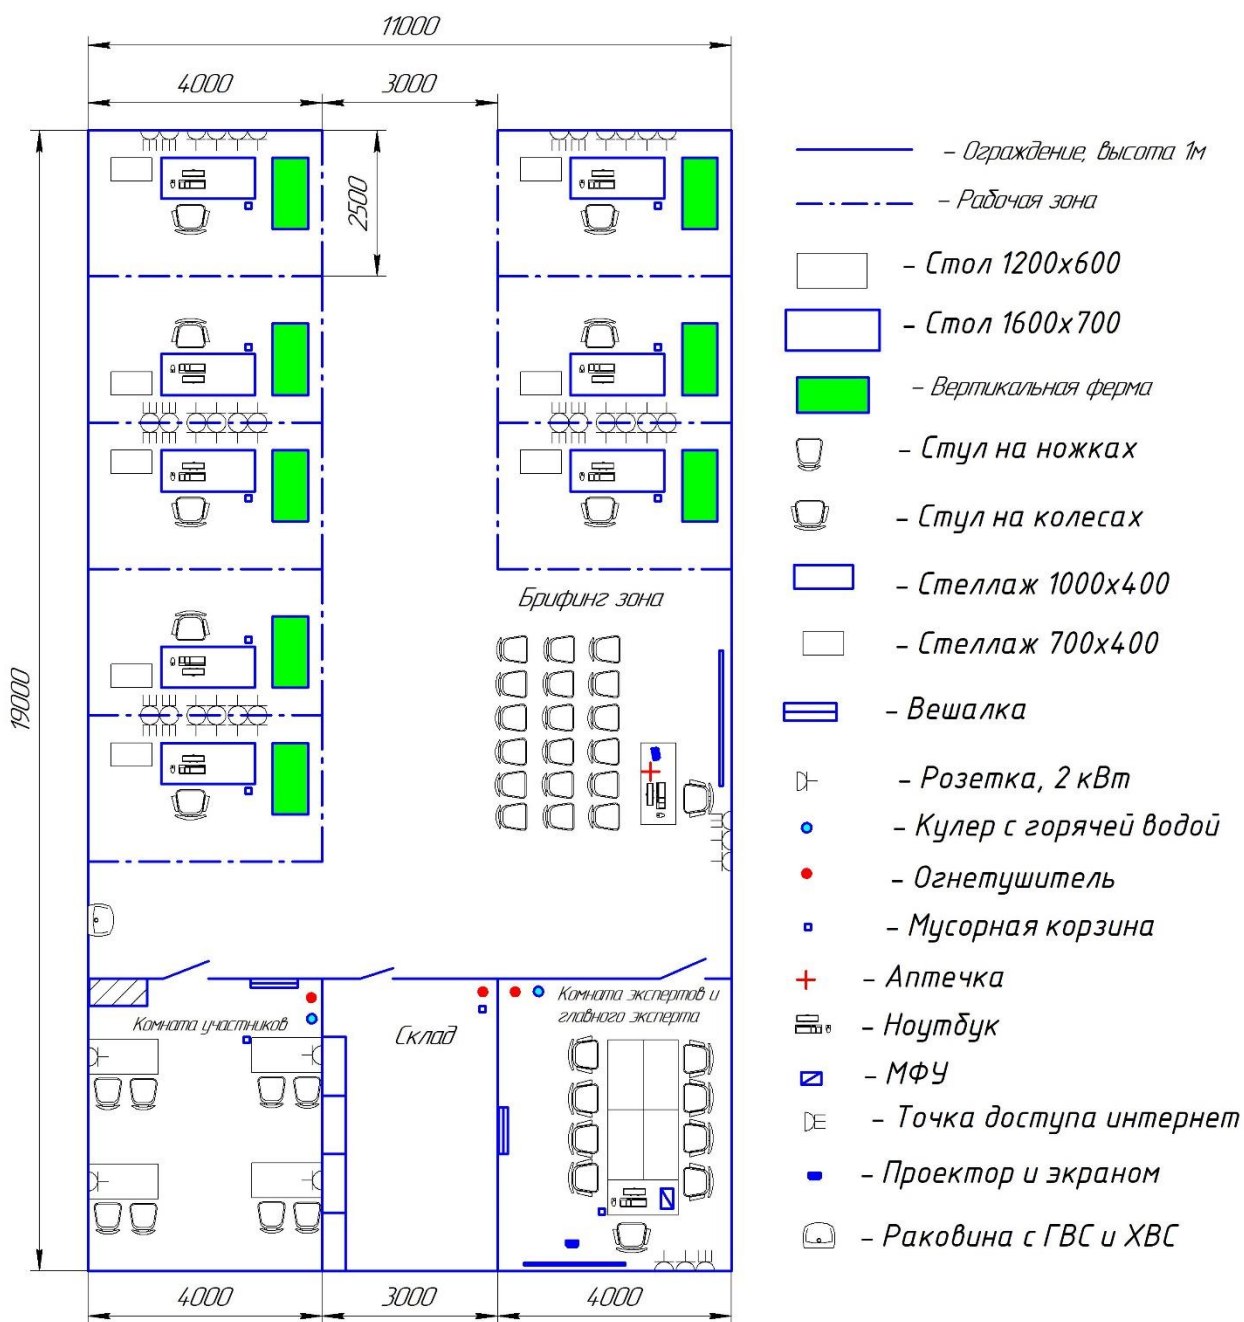 11000
4000
3000
2500
19000
Брифинг зона
Комната участников
Склад
Комната экспертов и
главного эксперта
4000
3000
4000
– Ограждение, высота 1м
– Рабочая зона
– Стол 1200х600
– Стол 1600х700
– Вертикальная ферма
– Стул на ножках
– Стул на колесах
– Стеллаж 1000х400
– Стеллаж 700х400
– Вешалка
– Розетка, 2 кВт
– Кулер с горячей водой
– Огнетушитель
– Мусорная корзина
– Аптечка
– Ноутбук
– МФУ
– Точка доступа интернет
– Проектор и экраном
– Раковина с ГВС и ХВС